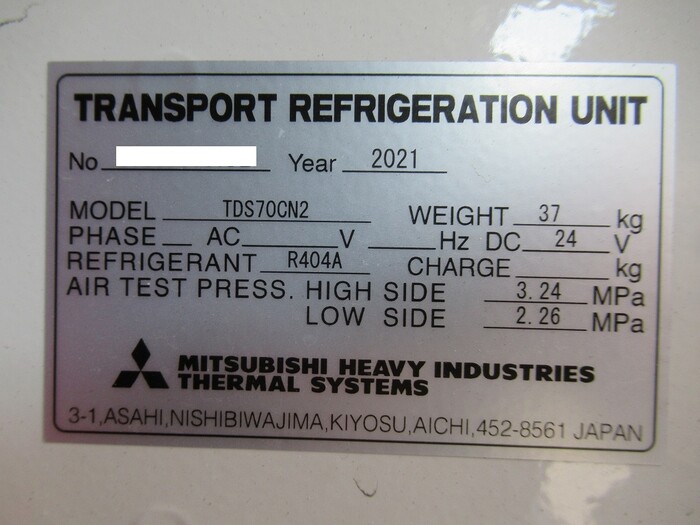 TRANSPORT REFRIGERATION UNIT
No Year 2021
MODEL TDS70CN2 WEIGHT 37 kg
PHASE AC V Hz DC 24 V
REFRIGERANT R404A CHARGE kg
AIR TEST PRESS. HIGH SIDE 3.24 MPa
LOW SIDE 2.26 MPa
MITSUBISHI HEAVY INDUSTRIES
THERMAL SYSTEMS
3-1,ASAHI,NISHIBIWAJIMA,KIYOSU,AICHI,452-8561 JAPAN